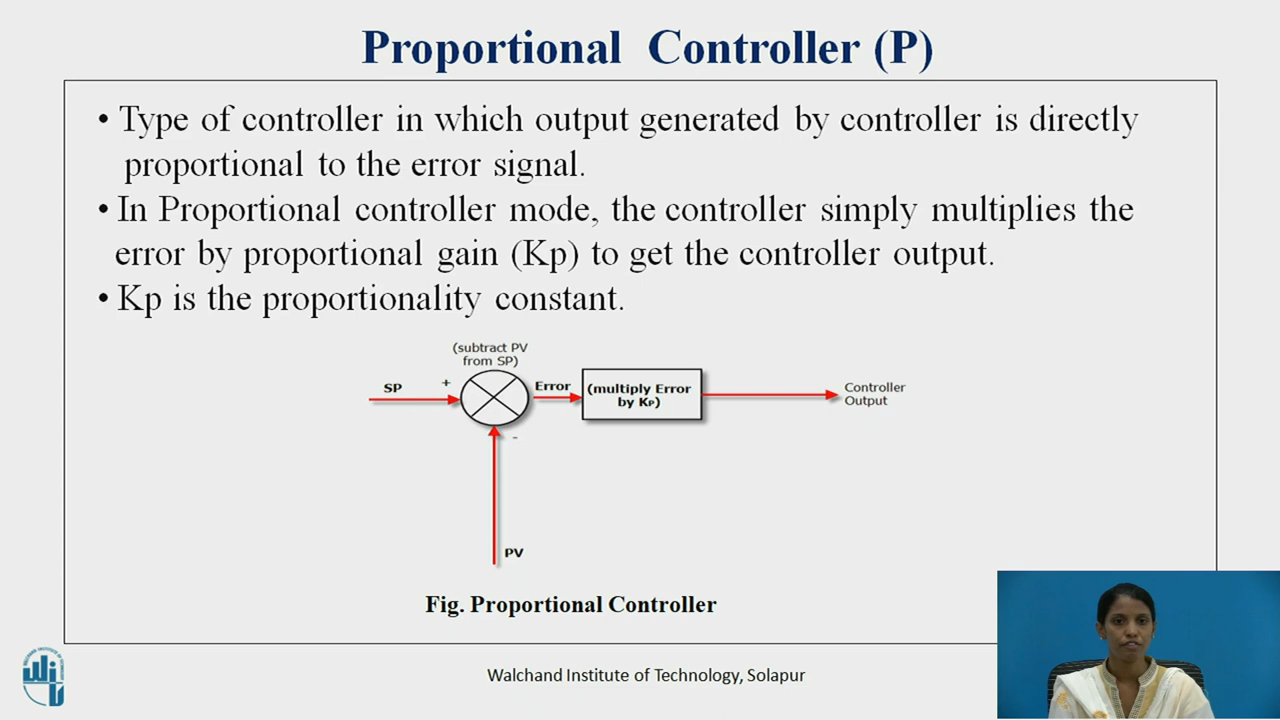 Proportional Controller (P)
• Type of controller in which output generated by controller is directly
proportional to the error signal.
• In Proportional controller mode, the controller simply multiplies the
error by proportional gain (Kp) to get the controller output.
• Kp is the proportionality constant.
(subtract PV
from SP)
SP
+
Error
(multiply Error
by KP)
Controller
Output
-
PV
Fig. Proportional Controller
Walchand Institute of Technology, Solapur